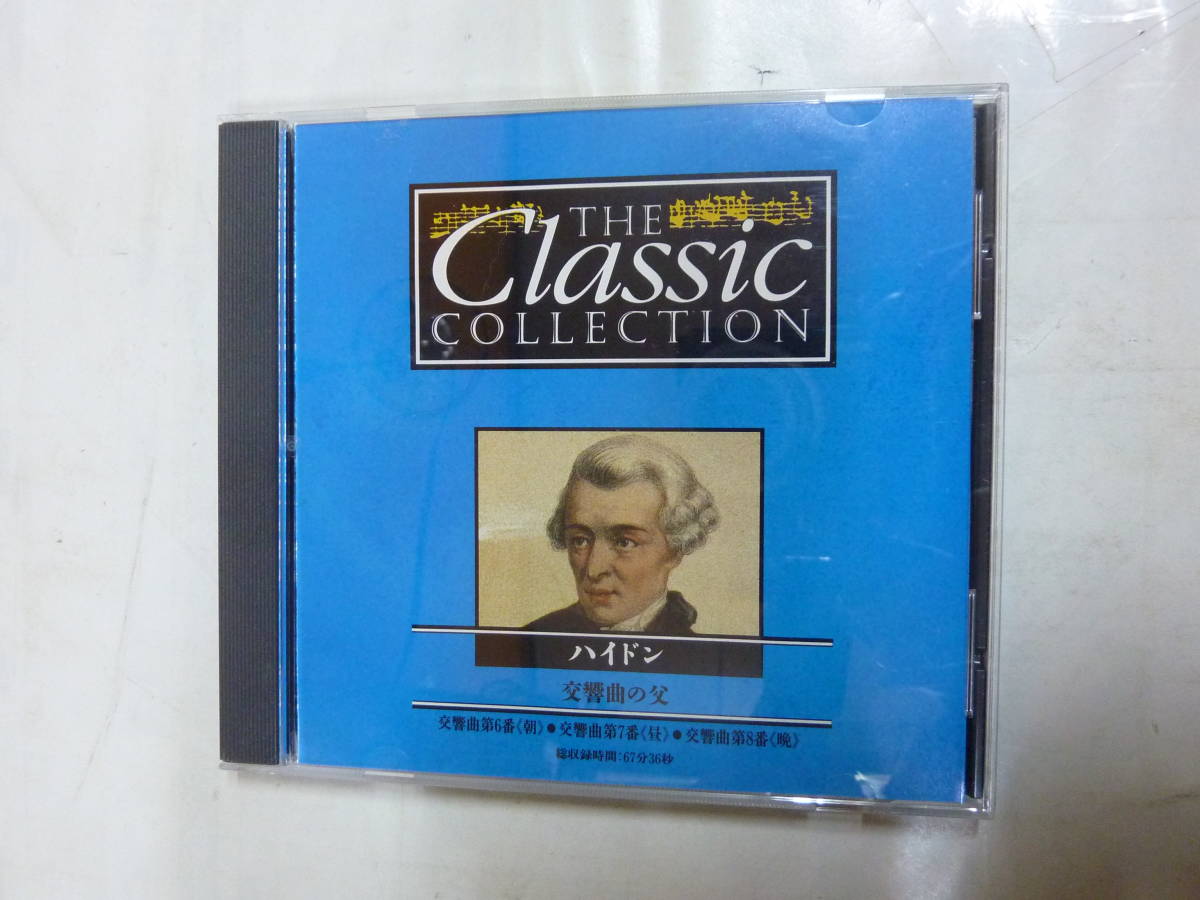 THE
Classic
COLLECTION
ハイドン
交響曲の父
交響曲第6番《朝》●交響曲第7番《昼》●交響曲第8番《晩》
総収録時間:67分36秒